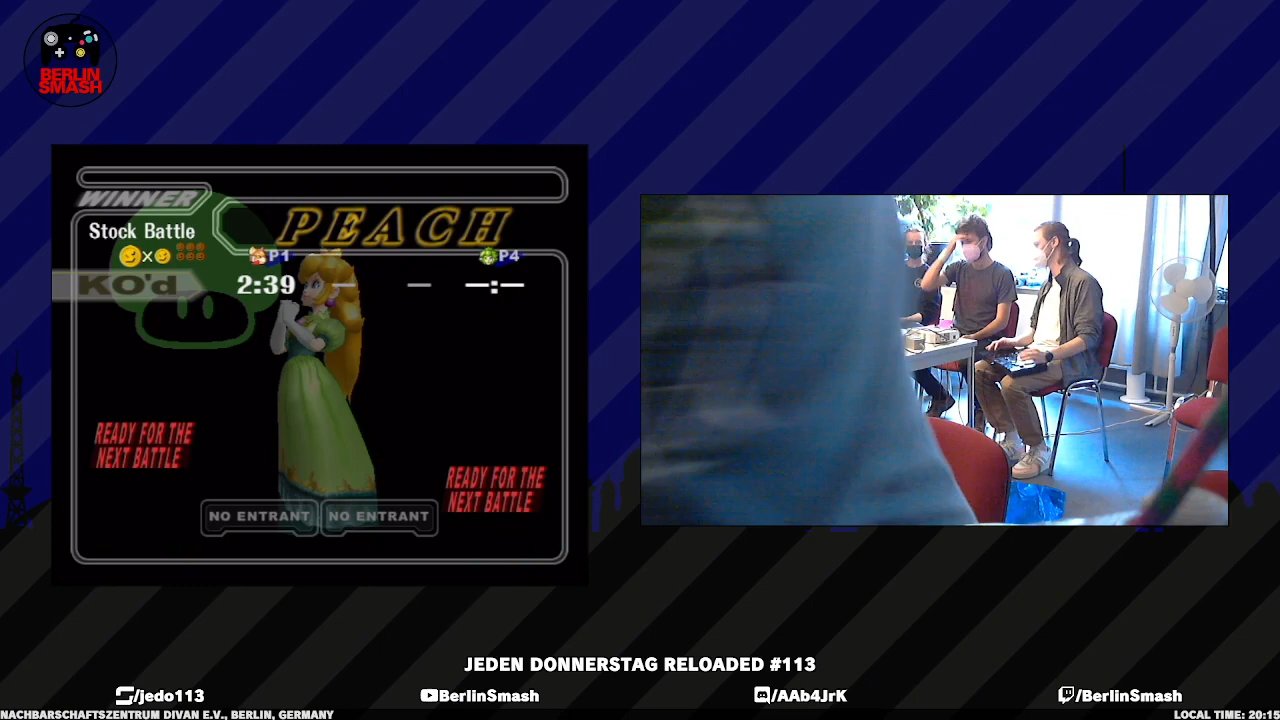 BERLIN
SMASH
WINNER
PEACH
Stock Battle
× P1 P4
KO'd 2:39 — — —:—
READY FOR THE
NEXT BATTLE
READY FOR THE
NEXT BATTLE
NO ENTRANT NO ENTRANT
JEDEN DONNERSTAG RELOADED #113
/jedo113 BerlinSmash /AAb4JrK /BerlinSmash
NACHBARSCHAFTSZENTRUM DIVAN E.V., BERLIN, GERMANY LOCAL TIME: 20:15